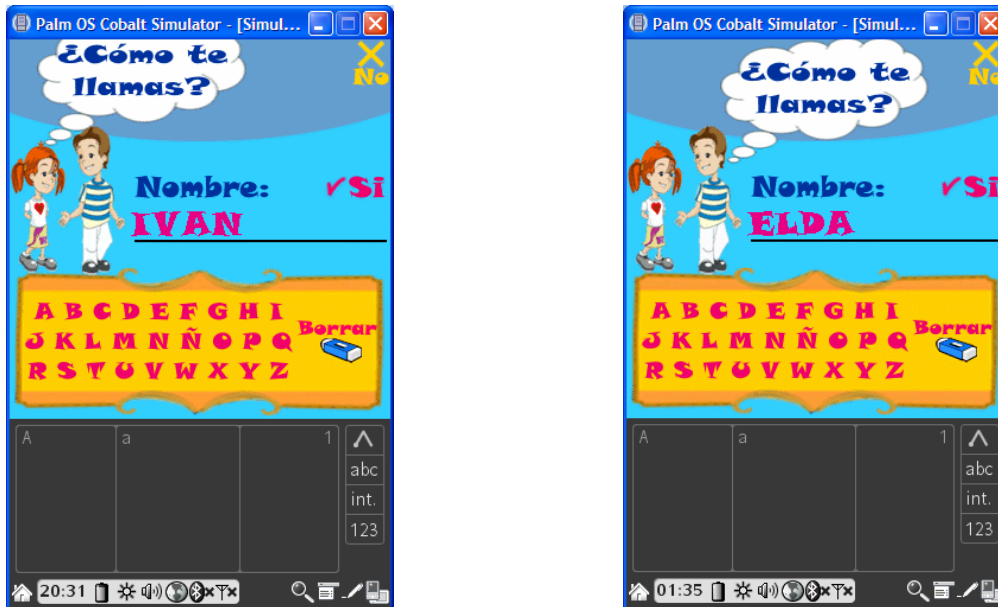 Palm OS Cobalt Simulator - [Simul...
¿Cómo te
llamas?
No
Nombre:
✓Si
IVAN
A B C D E F G H I
J K L M N Ñ O P Q
R S T U V W X Y Z
Borrar
A a 1
abc
int.
123
20:31
Palm OS Cobalt Simulator - [Simul...
¿Cómo te
llamas?
No
Nombre:
✓Si
ELDA
A B C D E F G H I
J K L M N Ñ O P Q
R S T U V W X Y Z
Borrar
A a 1
abc
int.
123
01:35